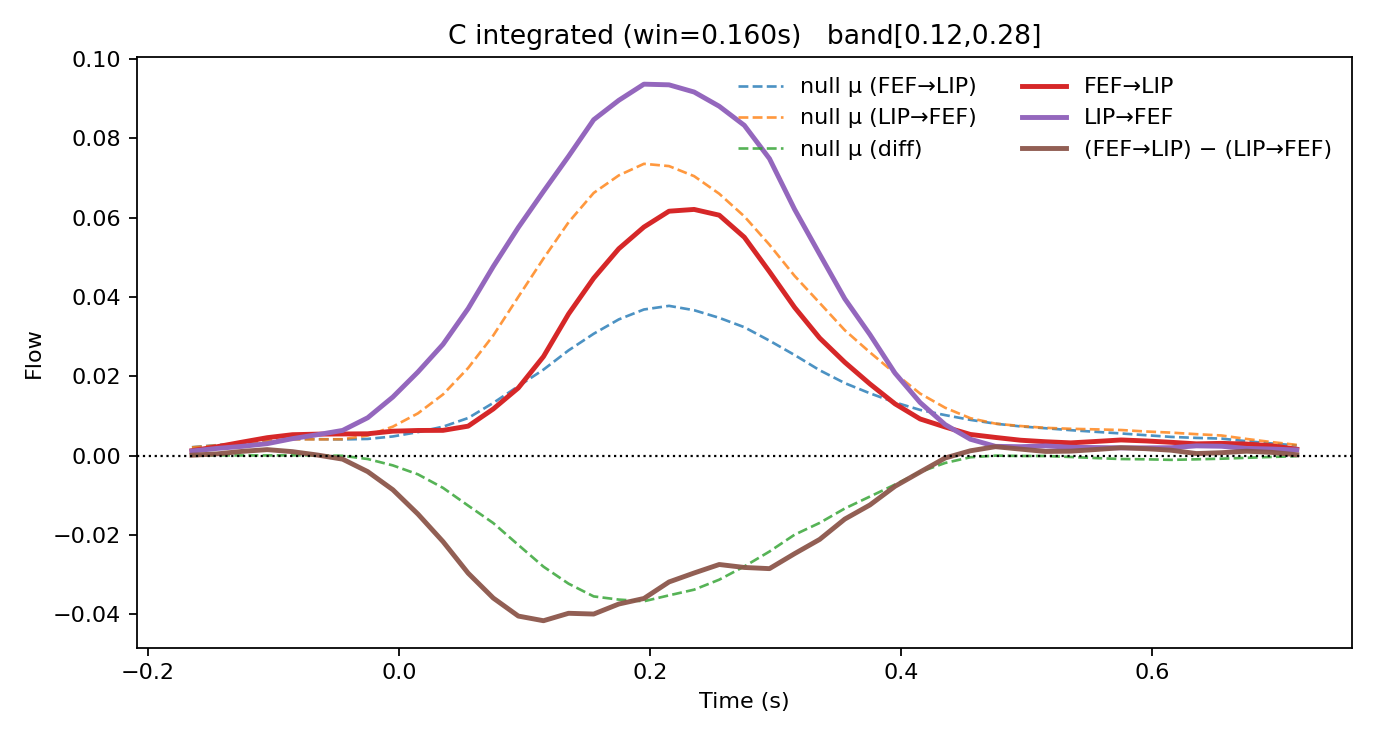 C integrated (win=0.160s)   band[0.12,0.28]
null μ (FEF→LIP)
null μ (LIP→FEF)
null μ (diff)
FEF→LIP
LIP→FEF
(FEF→LIP) − (LIP→FEF)
Flow
0.10
0.08
0.06
0.04
0.02
0.00
−0.02
−0.04
−0.2
0.0
0.2
0.4
0.6
Time (s)